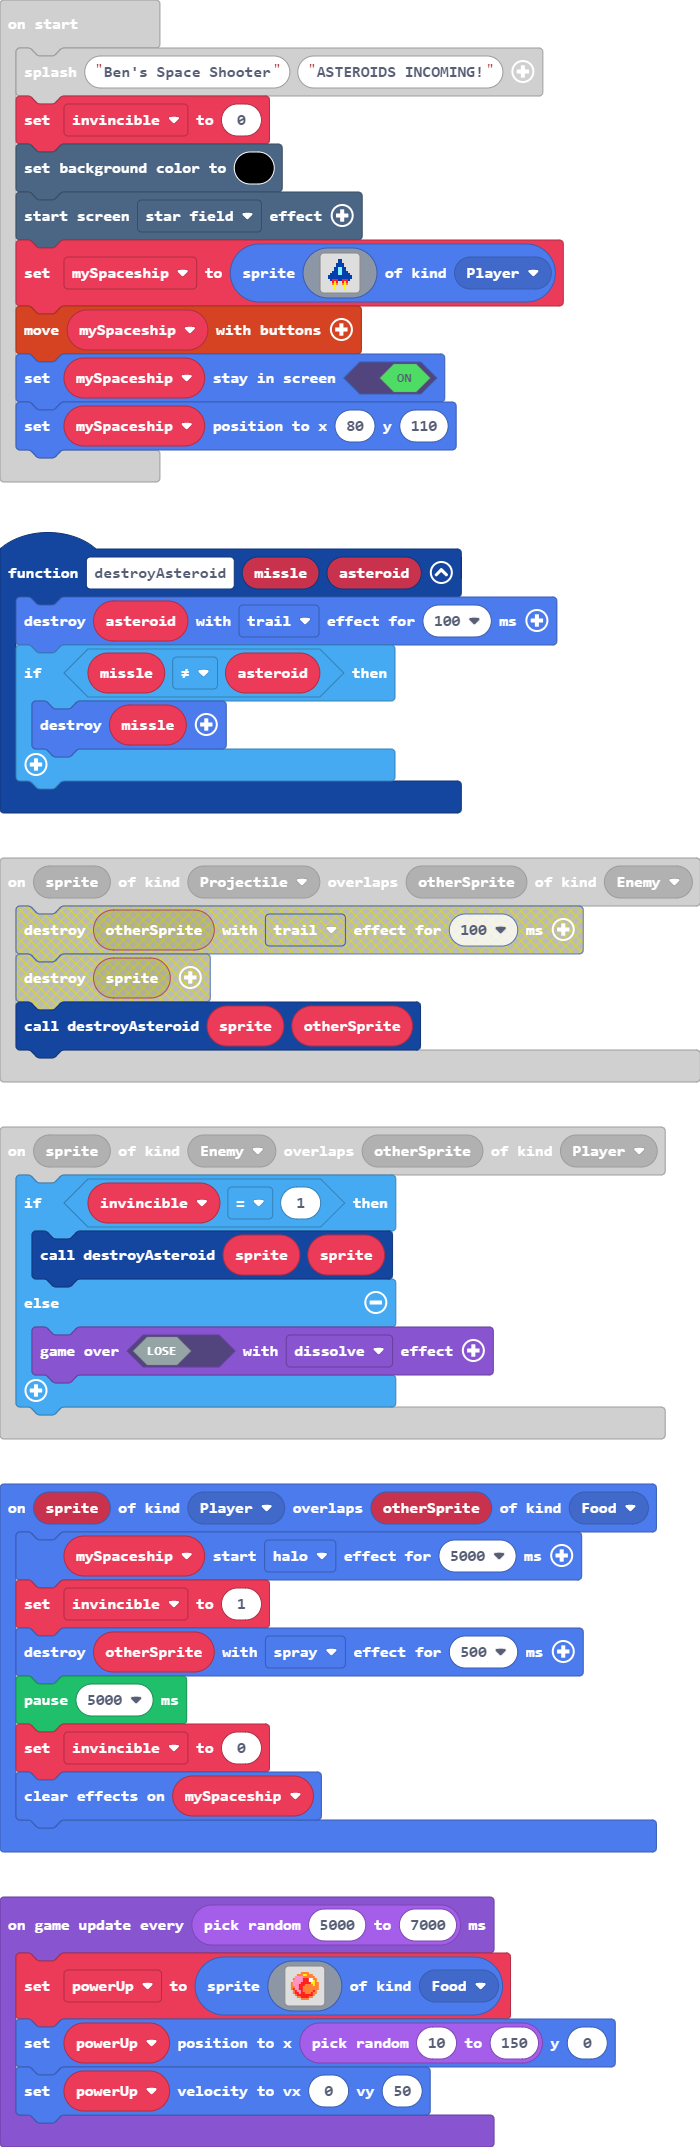 on start
splash "Ben's Space Shooter" "ASTEROIDS INCOMING!"
set invincible to 0
set background color to
start screen star field effect
set mySpaceship to sprite of kind Player
move mySpaceship with buttons
set mySpaceship stay in screen ON
set mySpaceship position to x 80 y 110
function destroyAsteroid missle asteroid
destroy asteroid with trail effect for 100 ms
if missle ≠ asteroid then
destroy missle
on sprite of kind Projectile overlaps otherSprite of kind Enemy
destroy otherSprite with trail effect for 100 ms
destroy sprite
call destroyAsteroid sprite otherSprite
on sprite of kind Enemy overlaps otherSprite of kind Player
if invincible = 1 then
call destroyAsteroid sprite sprite
else
game over LOSE with dissolve effect
on sprite of kind Player overlaps otherSprite of kind Food
mySpaceship start halo effect for 5000 ms
set invincible to 1
destroy otherSprite with spray effect for 500 ms
pause 5000 ms
set invincible to 0
clear effects on mySpaceship
on game update every pick random 5000 to 7000 ms
set powerUp to sprite of kind Food
set powerUp position to x pick random 10 to 150 y 0
set powerUp velocity to vx 0 vy 50